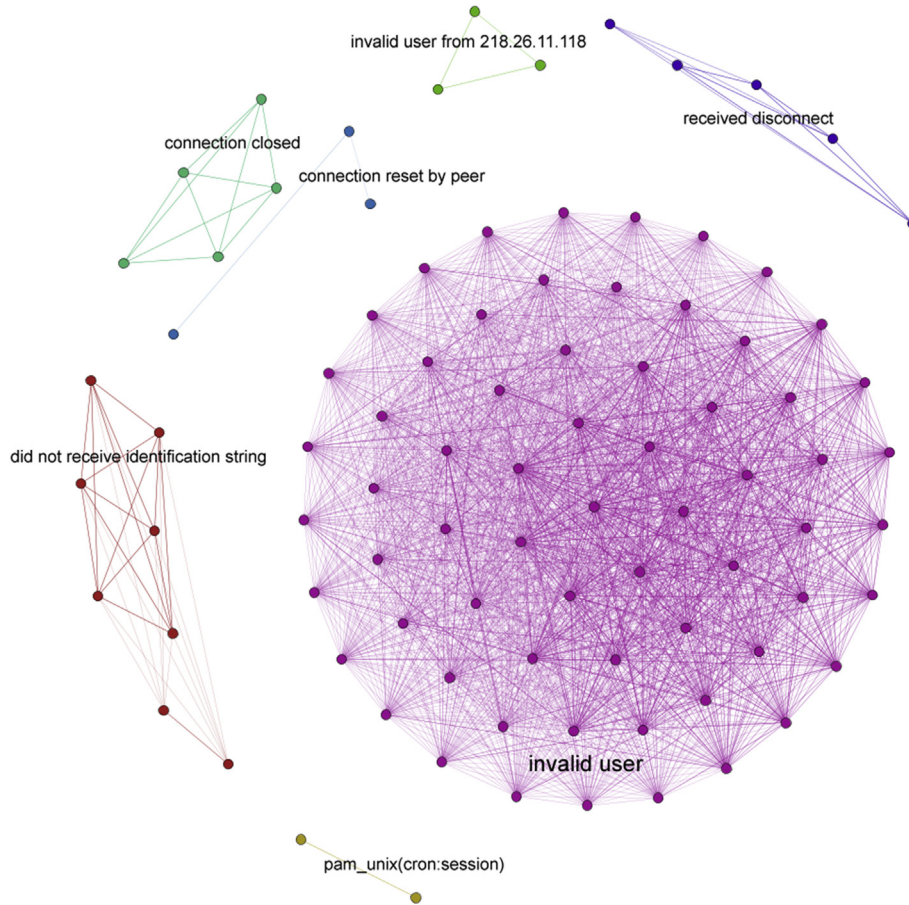 invalid user from 218.26.11.118
received disconnect
connection closed
connection reset by peer
did not receive identification string
invalid user
pam_unix(cron:session)